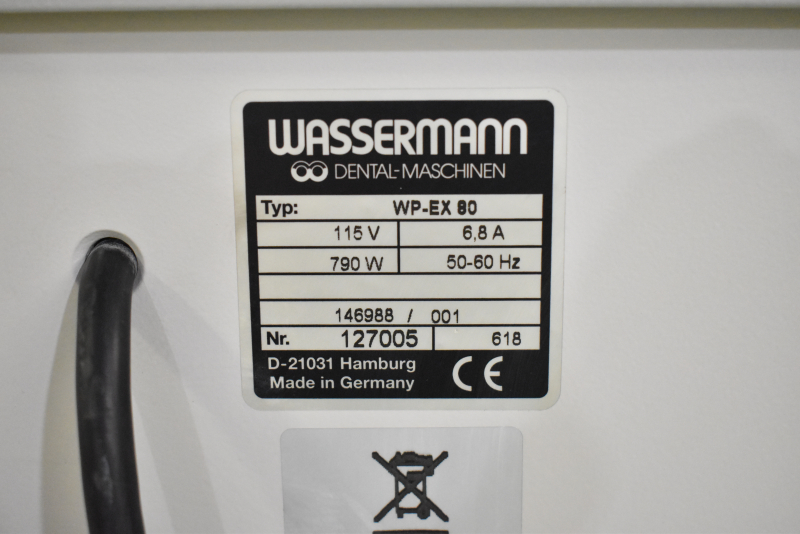 WASSERMANN
DENTAL-MASCHINEN
Typ: WP-EX 80
115 V 6,8 A
790 W 50-60 Hz
146988 / 001
Nr. 127005 618
D-21031 Hamburg
Made in Germany CE